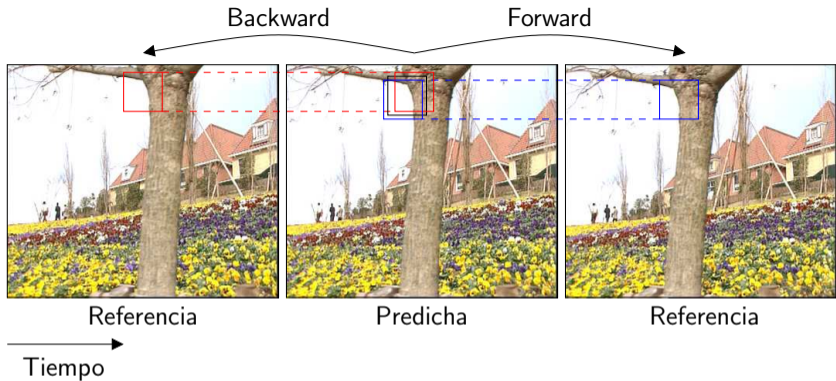 Backward
Forward
Referencia
Predicha
Referencia
Tiempo